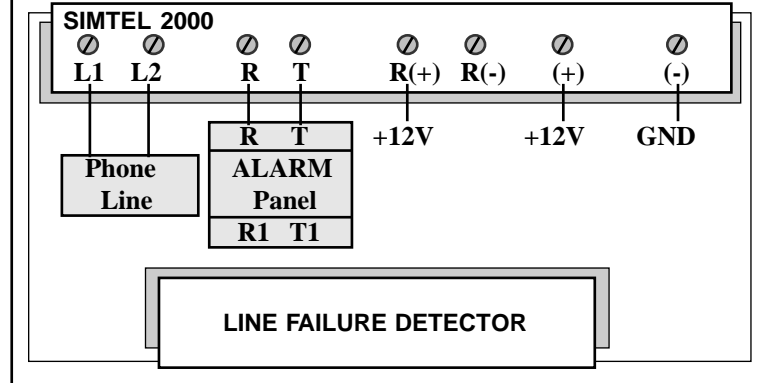 SIMTEL 2000
L1 L2 R T R(+) R(-) (+) (-)
R T +12V +12V GND
Phone
Line
ALARM
Panel
R1 T1
LINE FAILURE DETECTOR